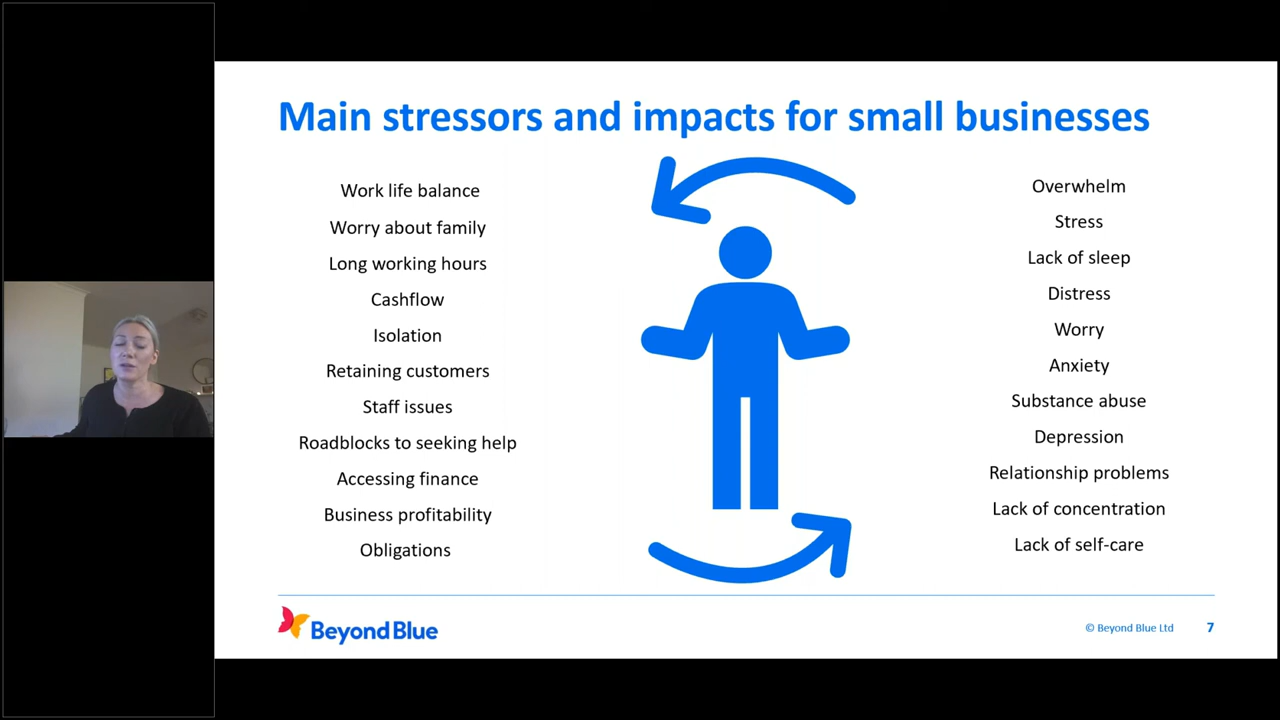 Main stressors and impacts for small businesses
Work life balance
Worry about family
Long working hours
Cashflow
Isolation
Retaining customers
Staff issues
Roadblocks to seeking help
Accessing finance
Business profitability
Obligations
Overwhelm
Stress
Lack of sleep
Distress
Worry
Anxiety
Substance abuse
Depression
Relationship problems
Lack of concentration
Lack of self-care
Beyond Blue
© Beyond Blue Ltd 7